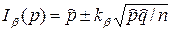 I_β(p) = p̂ ± k_β √(p̂q̂/n)